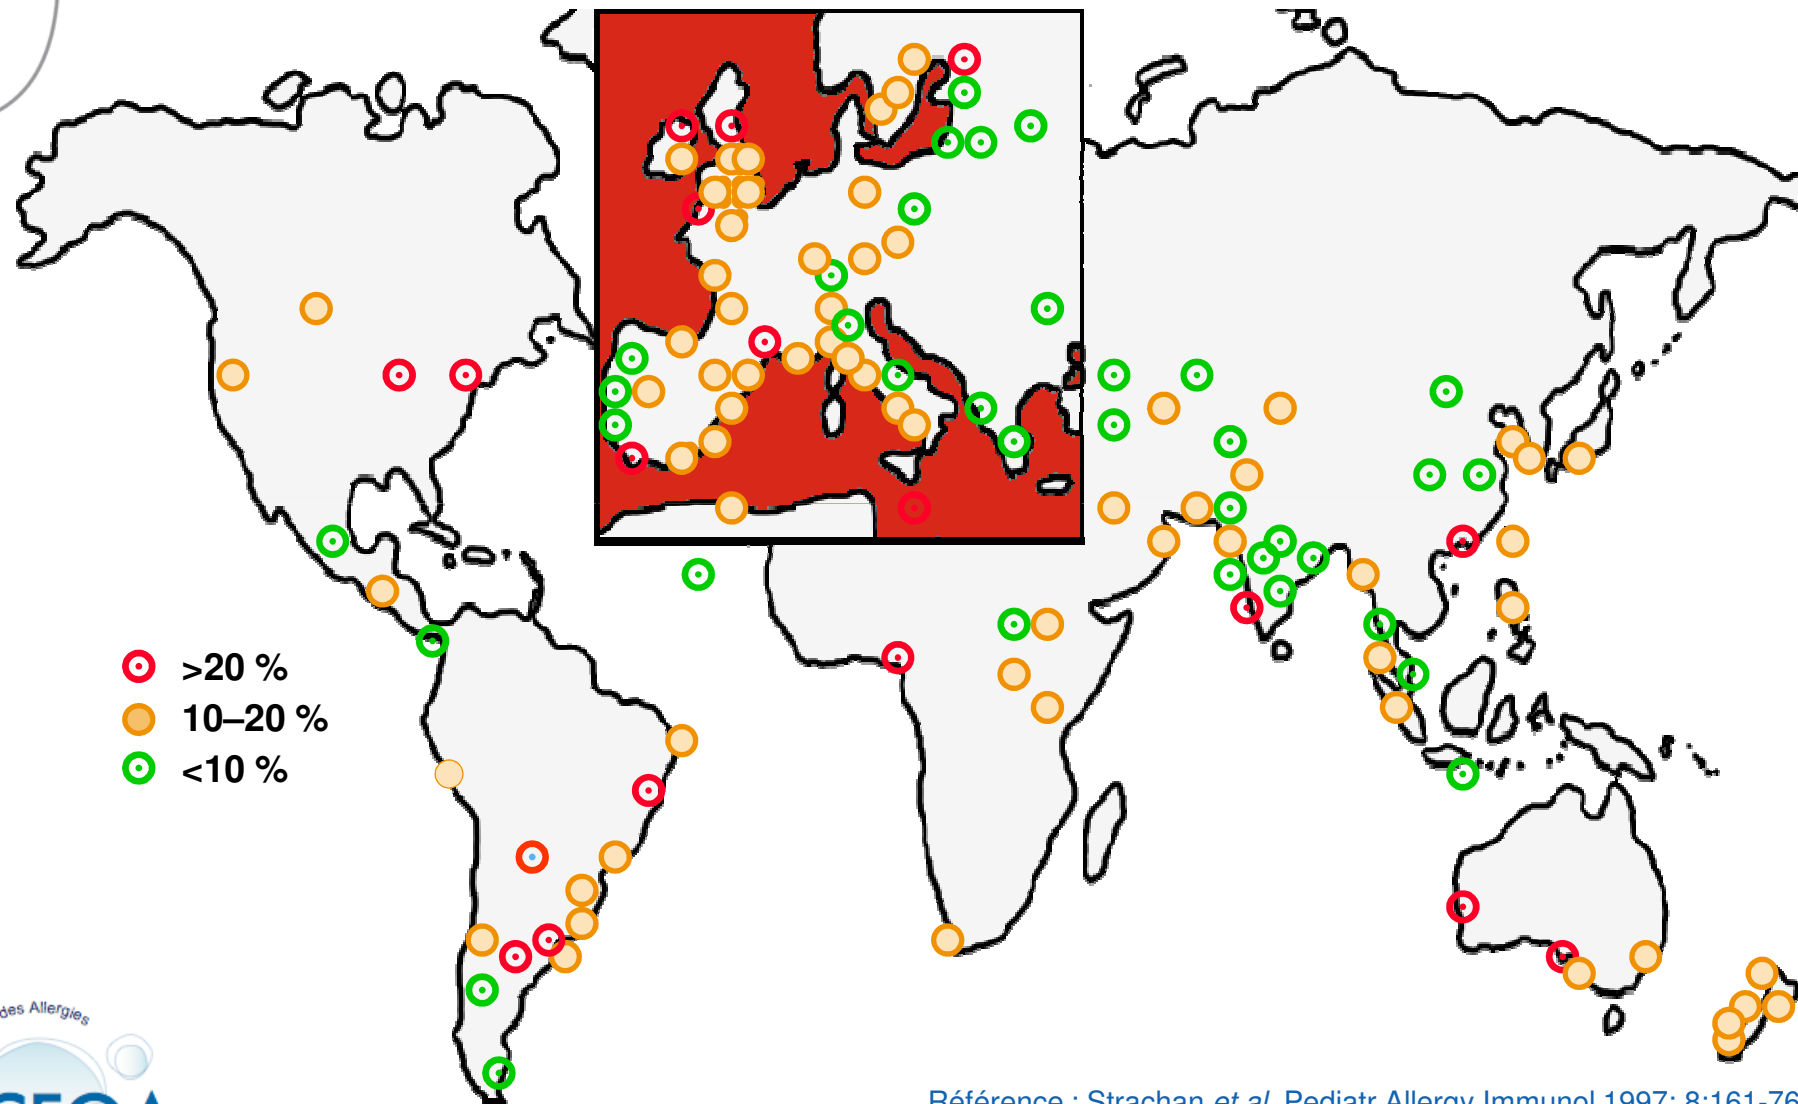 >20 %
10–20 %
<10 %
des Allergies
Référence : Strachan et al. Pediatr Allergy Immunol 1997; 8:161-76